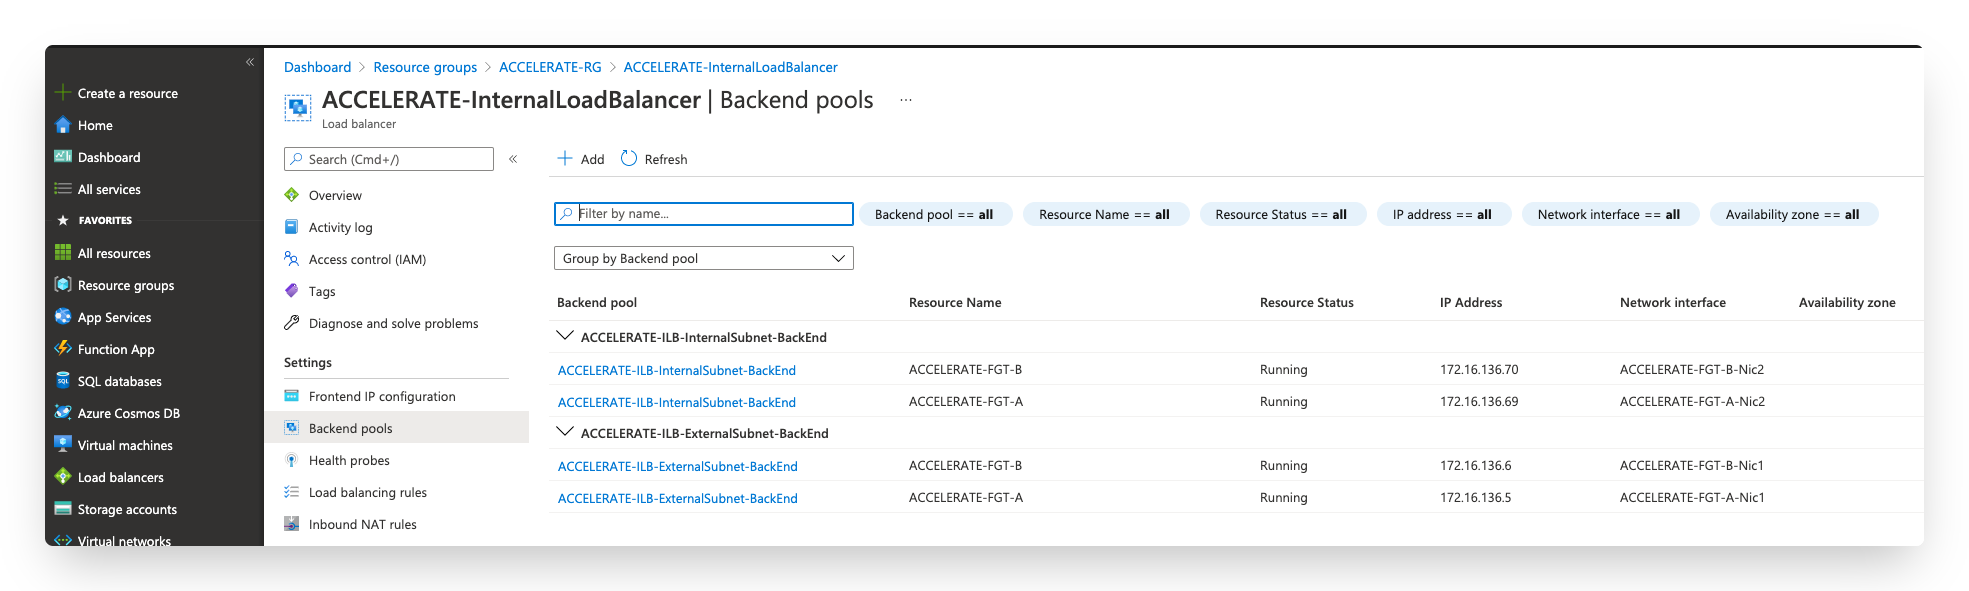 Create a resource
Home
Dashboard
All services
FAVORITES
All resources
Resource groups
App Services
Function App
SQL databases
Azure Cosmos DB
Virtual machines
Load balancers
Storage accounts
Virtual networks
Dashboard > Resource groups > ACCELERATE-RG > ACCELERATE-InternalLoadBalancer
ACCELERATE-InternalLoadBalancer | Backend pools ...
Load balancer
Search (Cmd+/)
Overview
Activity log
Access control (IAM)
Tags
Diagnose and solve problems
Settings
Frontend IP configuration
Backend pools
Health probes
Load balancing rules
Inbound NAT rules
Add Refresh
Filter by name... Backend pool == all Resource Name == all Resource Status == all IP address == all Network interface == all Availability zone == all
Group by Backend pool
Backend pool Resource Name Resource Status IP Address Network interface Availability zone
ACCELERATE-ILB-InternalSubnet-BackEnd
ACCELERATE-ILB-InternalSubnet-BackEnd ACCELERATE-FGT-B Running 172.16.136.70 ACCELERATE-FGT-B-Nic2
ACCELERATE-ILB-InternalSubnet-BackEnd ACCELERATE-FGT-A Running 172.16.136.69 ACCELERATE-FGT-A-Nic2
ACCELERATE-ILB-ExternalSubnet-BackEnd
ACCELERATE-ILB-ExternalSubnet-BackEnd ACCELERATE-FGT-B Running 172.16.136.6 ACCELERATE-FGT-B-Nic1
ACCELERATE-ILB-ExternalSubnet-BackEnd ACCELERATE-FGT-A Running 172.16.136.5 ACCELERATE-FGT-A-Nic1